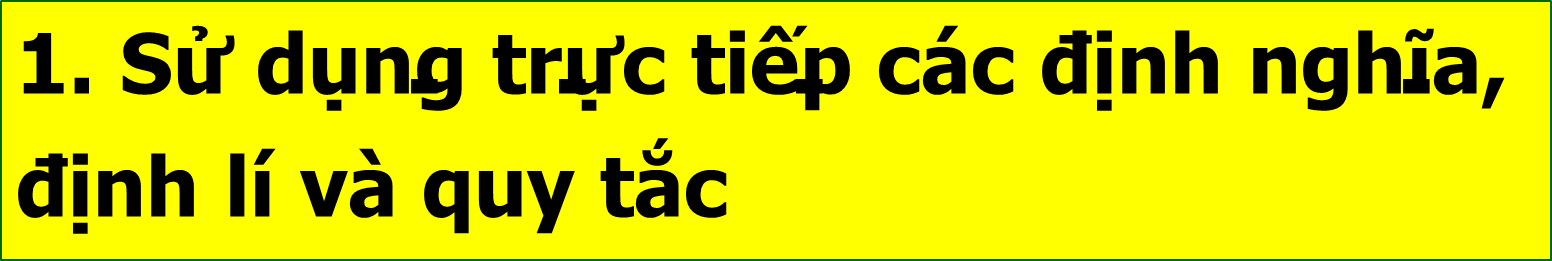 1. Sử dụng trực tiếp các định nghĩa,
định lí và quy tắc